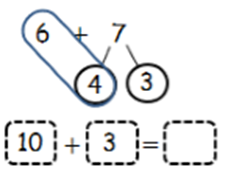 6 + 7
4 3
10 + 3 =